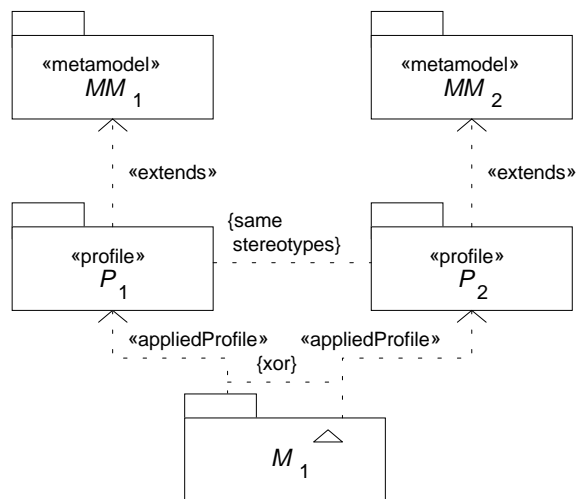 «metamodel»
MM 1
«metamodel»
MM 2
«extends»
«extends»
{same
stereotypes}
«profile»
P 1
«profile»
P 2
«appliedProfile»
«appliedProfile»
{xor}
M 1